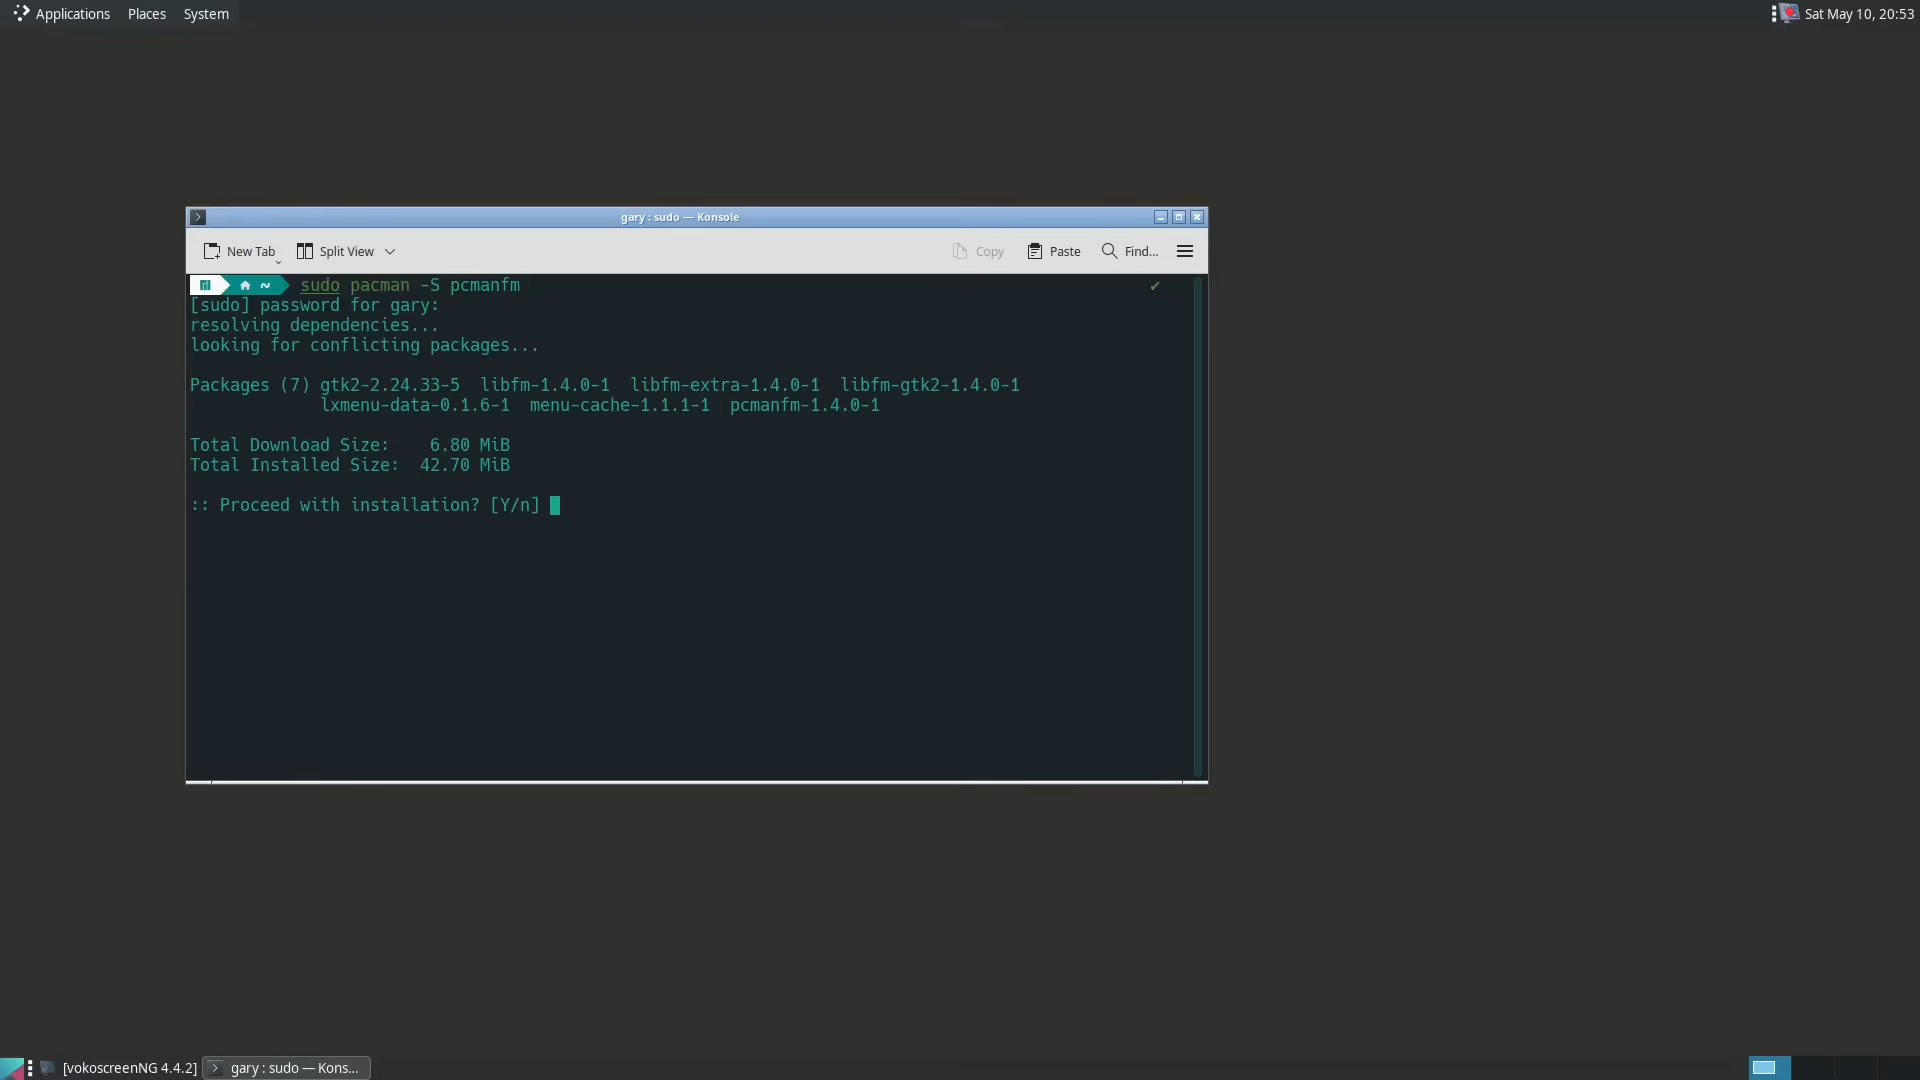 Applications Places System Sat May 10, 20:53
gary : sudo — Konsole
New Tab Split View Copy Paste Find...
~ sudo pacman -S pcmanfm ✔
[sudo] password for gary:
resolving dependencies...
looking for conflicting packages...
Packages (7) gtk2-2.24.33-5 libfm-1.4.0-1 libfm-extra-1.4.0-1 libfm-gtk2-1.4.0-1
lxmenu-data-0.1.6-1 menu-cache-1.1.1-1 pcmanfm-1.4.0-1
Total Download Size: 6.80 MiB
Total Installed Size: 42.70 MiB
:: Proceed with installation? [Y/n]
[vokoscreenNG 4.4.2] gary : sudo — Kons...